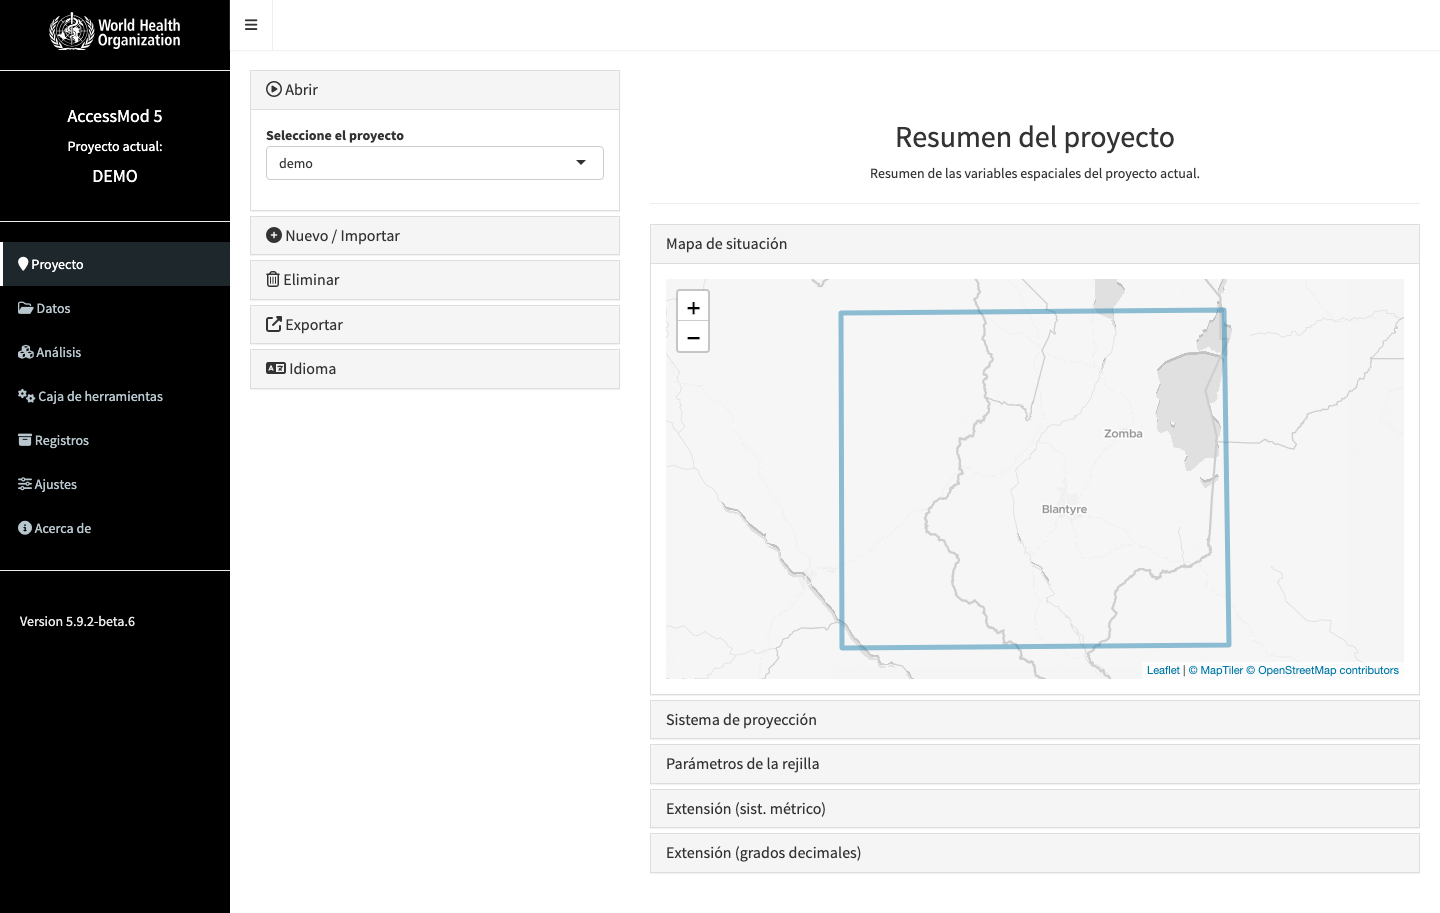 World Health
Organization
AccessMod 5
Proyecto actual:
DEMO
Proyecto
Datos
Análisis
Caja de herramientas
Registros
Ajustes
Acerca de
Version 5.9.2-beta.6
Abrir
Seleccione el proyecto
demo
Nuevo / Importar
Eliminar
Exportar
Idioma
Resumen del proyecto
Resumen de las variables espaciales del proyecto actual.
Mapa de situación
+
−
Zomba
Blantyre
Leaflet | © MapTiler © OpenStreetMap contributors
Sistema de proyección
Parámetros de la rejilla
Extensión (sist. métrico)
Extensión (grados decimales)